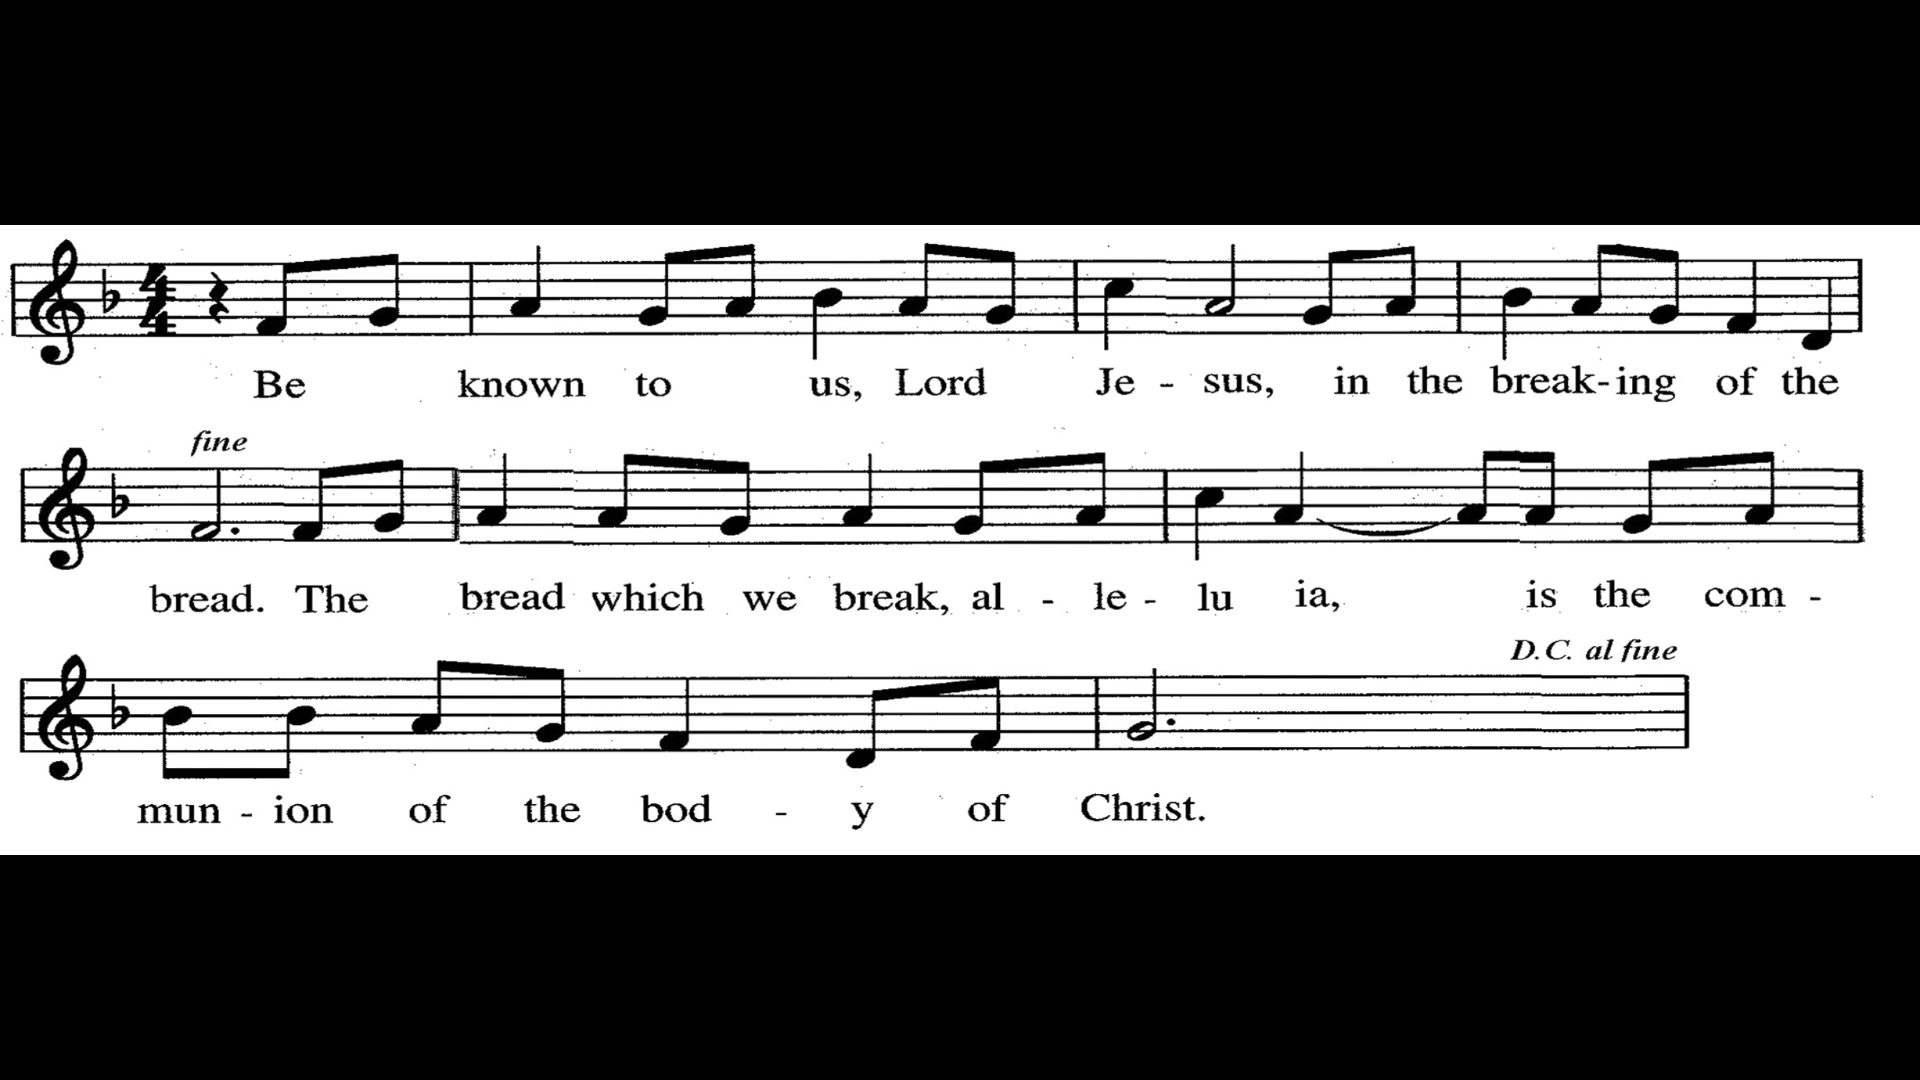 Be known to us, Lord Je - sus, in the break-ing of the
fine
bread. The bread which we break, al - le - lu ia, is the com -
D.C. al fine
mun - ion of the bod - y of Christ.